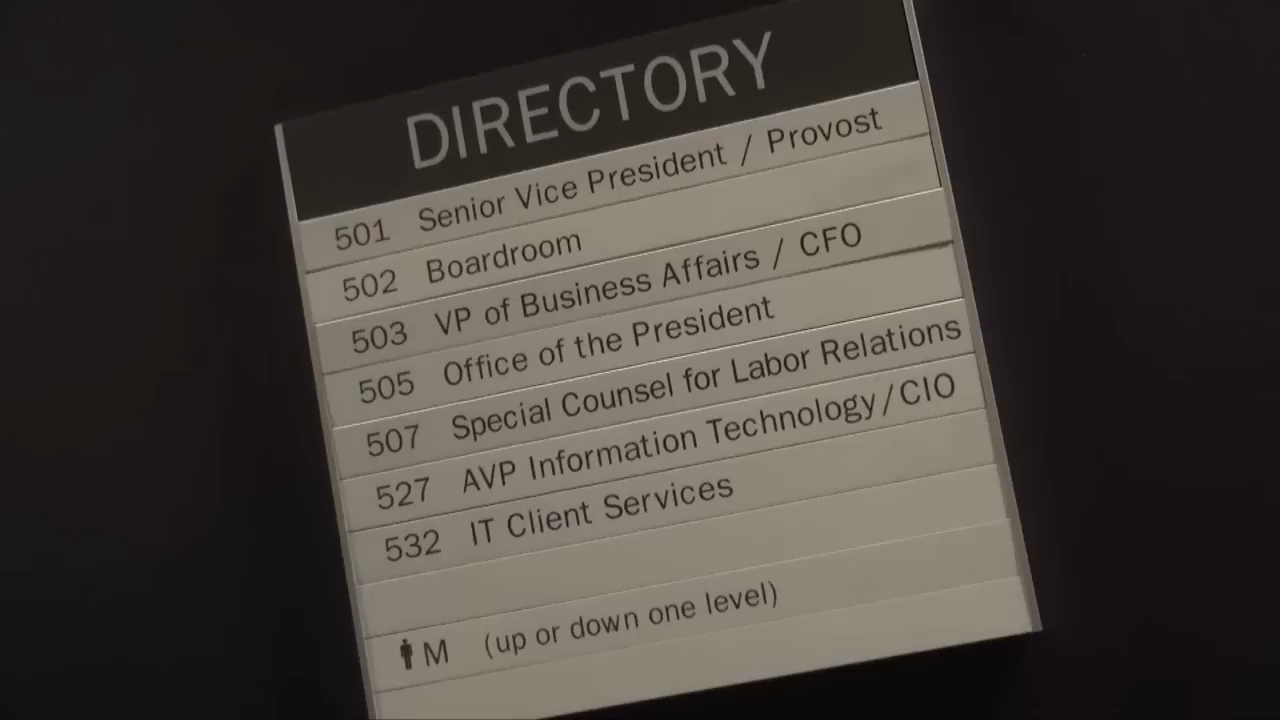 DIRECTORY
501 Senior Vice President / Provost
502 Boardroom
503 VP of Business Affairs / CFO
505 Office of the President
507 Special Counsel for Labor Relations
527 AVP Information Technology/CIO
532 IT Client Services
M (up or down one level)